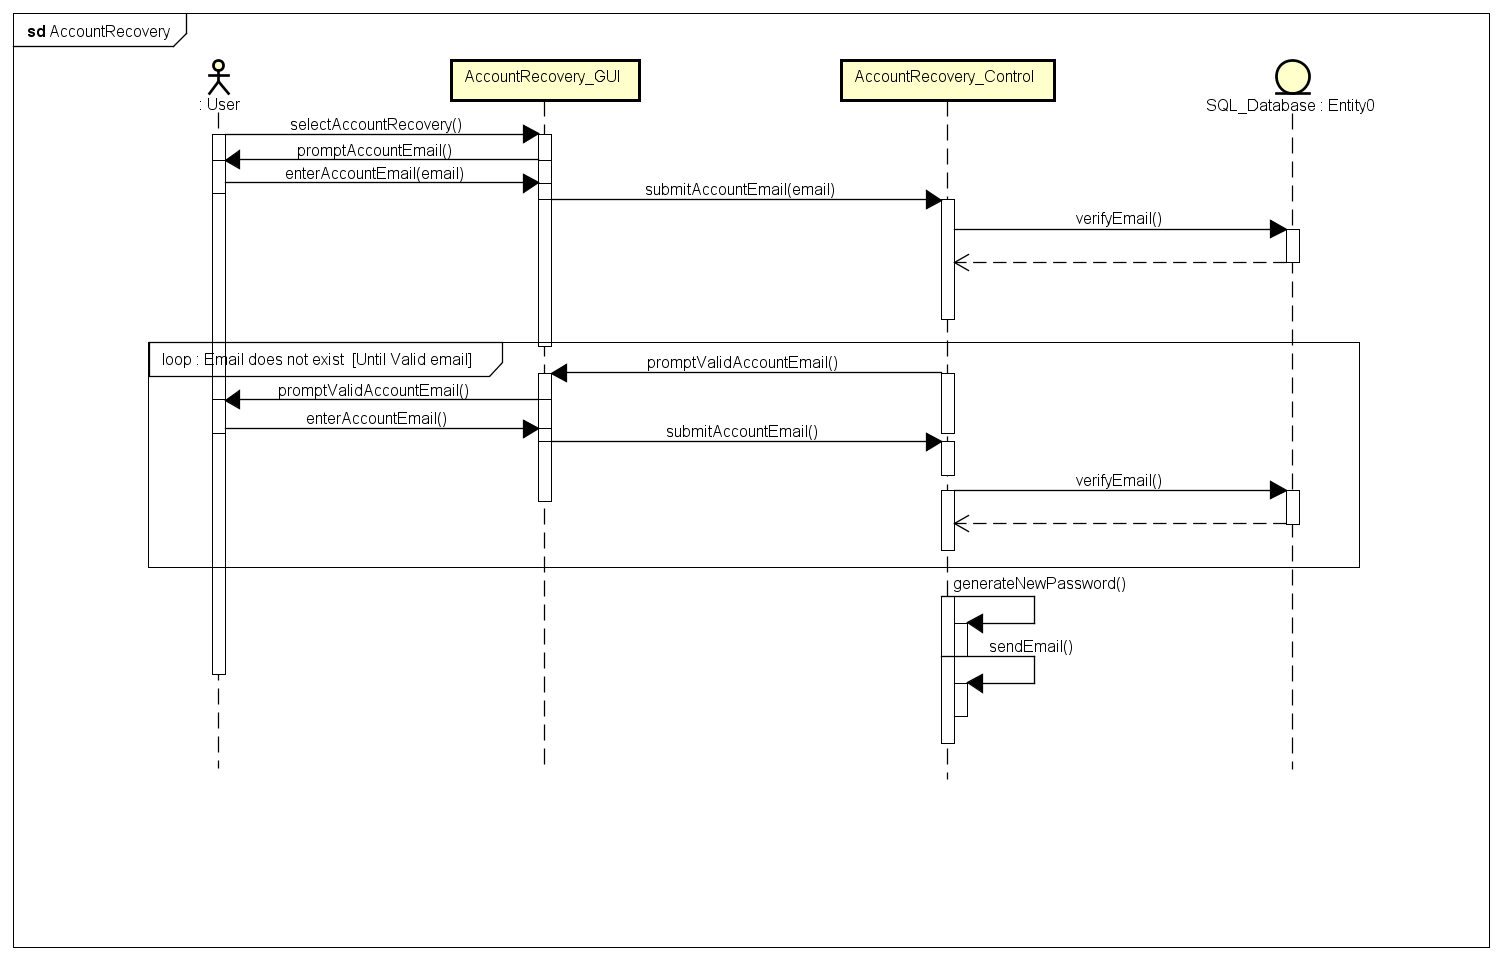 sd AccountRecovery
: User
AccountRecovery_GUI
AccountRecovery_Control
SQL_Database : Entity0
selectAccountRecovery()
promptAccountEmail()
enterAccountEmail(email)
submitAccountEmail(email)
verifyEmail()
loop : Email does not exist [Until Valid email]
promptValidAccountEmail()
promptValidAccountEmail()
enterAccountEmail()
submitAccountEmail()
verifyEmail()
generateNewPassword()
sendEmail()